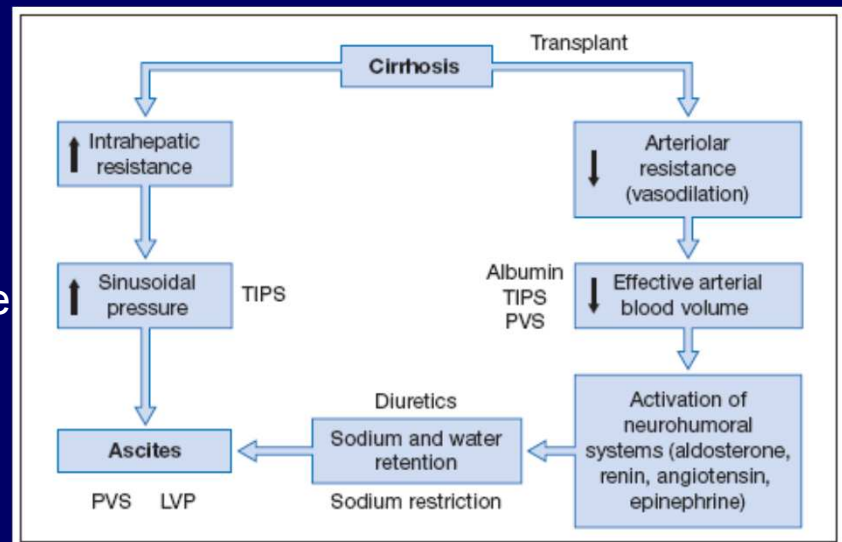 Transplant
Cirrhosis
Intrahepatic
resistance
Arteriolar
resistance
(vasodilation)
Sinusoidal
pressure
TIPS
Albumin
TIPS
PVS
Effective arterial
blood volume
Diuretics
Activation of
neurohumoral
systems (aldosterone,
renin, angiotensin,
epinephrine)
Sodium and water
retention
Sodium restriction
Ascites
PVS LVP